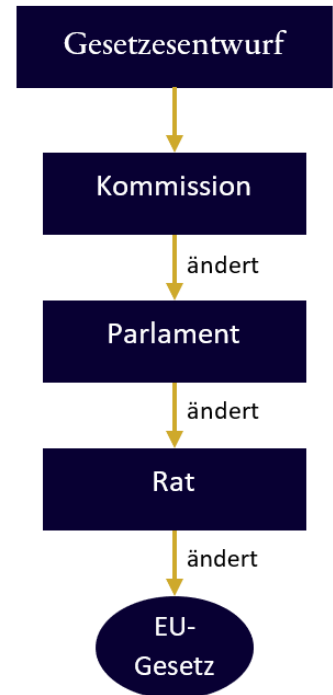 Gesetzesentwurf
Kommission
ändert
Parlament
ändert
Rat
ändert
EU-
Gesetz